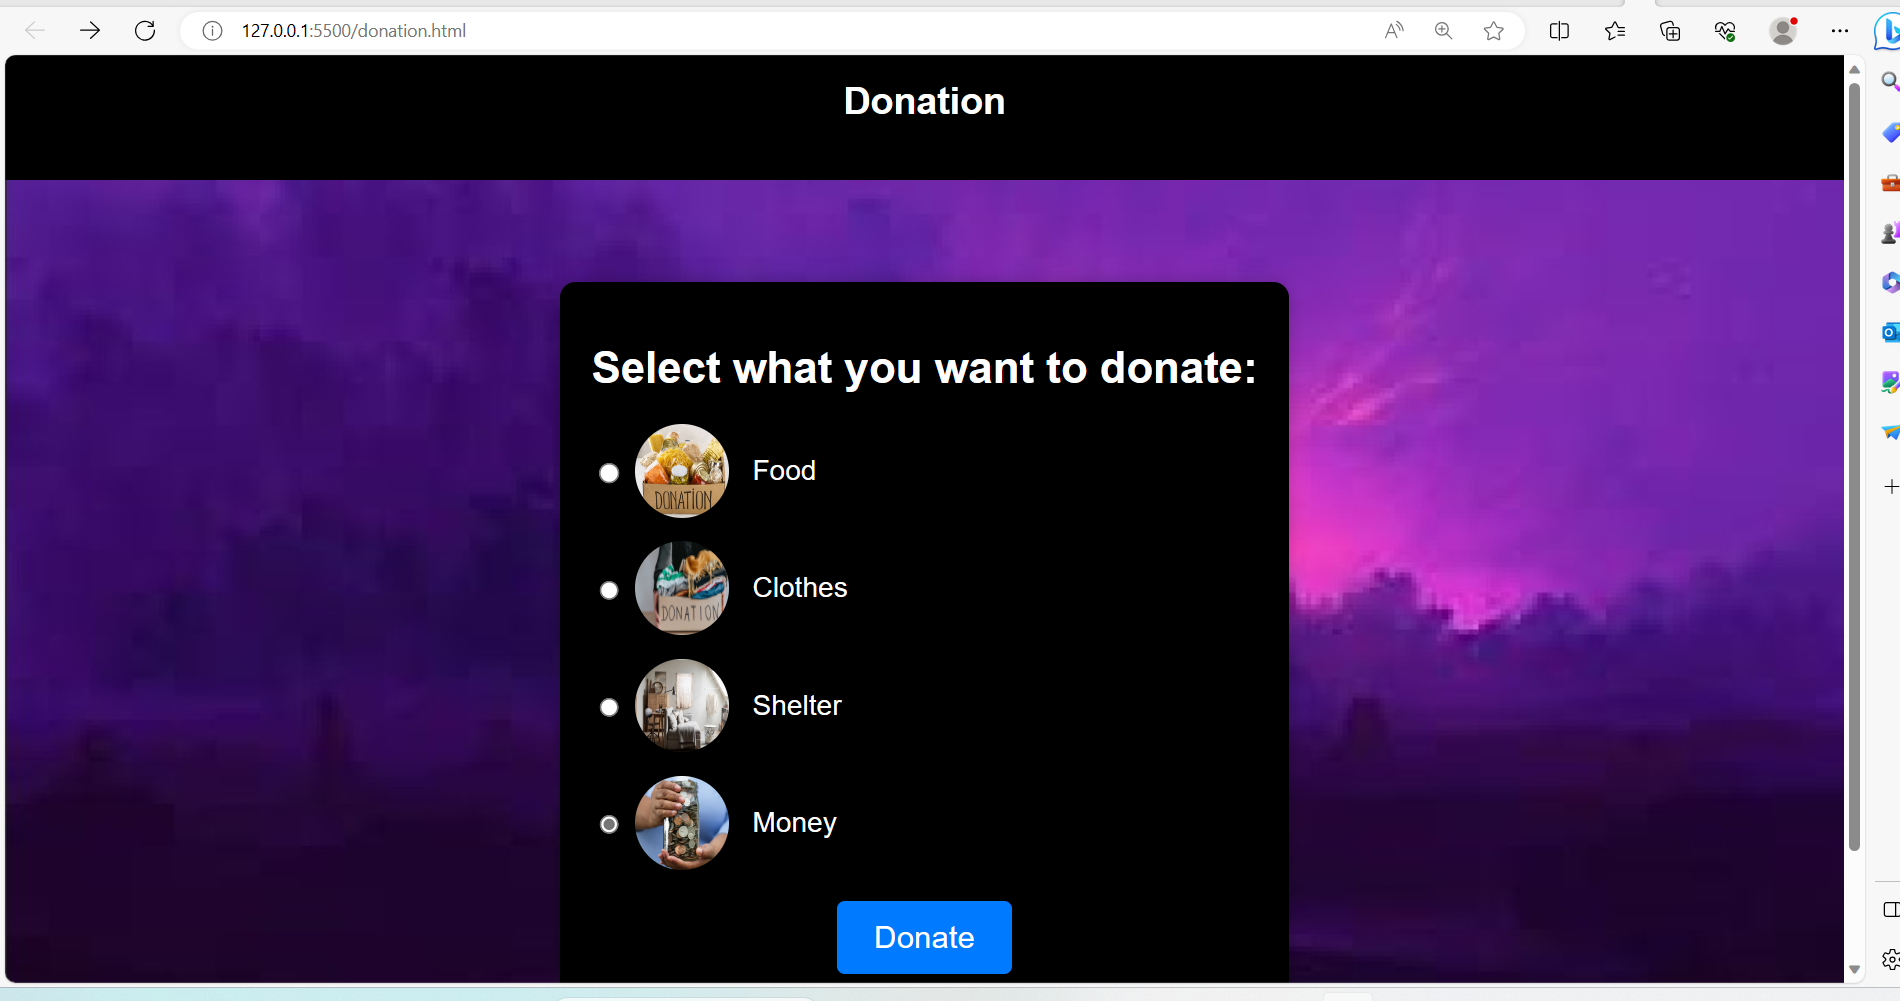 127.0.0.1:5500/donation.html
Donation
Select what you want to donate:
DONATION
Food
DONATION
Clothes
Shelter
Money
Donate